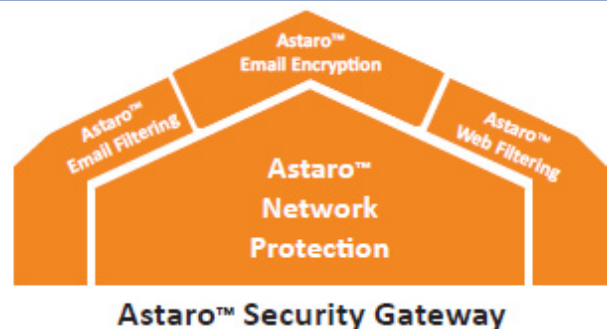 Astaro™
Email Encryption
Astaro™
Email Filtering
Astaro™
Web Filtering
Astaro™
Network
Protection
Astaro™ Security Gateway